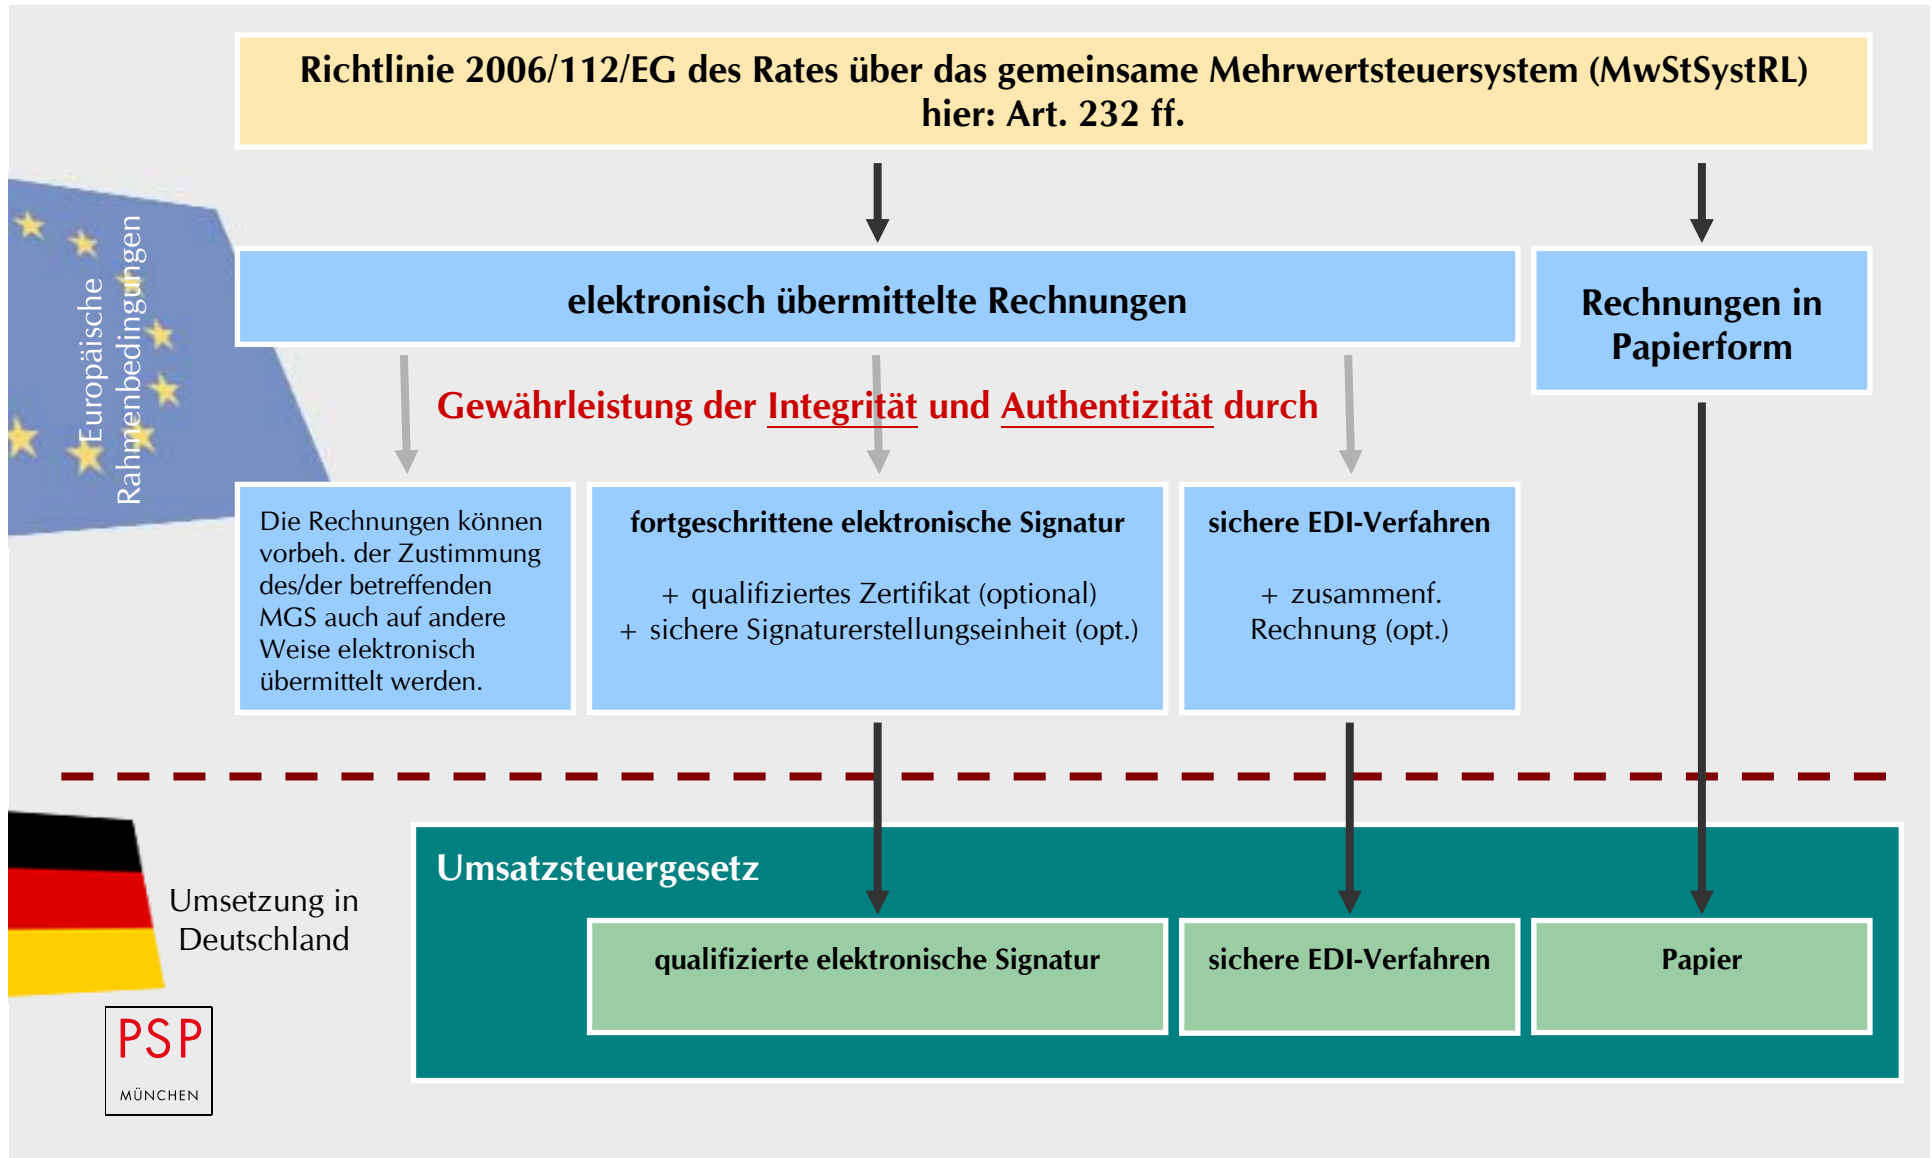 Richtlinie 2006/112/EG des Rates über das gemeinsame Mehrwertsteuersystem (MwStSystRL)
hier: Art. 232 ff.
Europäische
Rahmenbedingungen
elektronisch übermittelte Rechnungen
Rechnungen in
Papierform
Gewährleistung der Integrität und Authentizität durch
Die Rechnungen können
vorbeh. der Zustimmung
des/der betreffenden
MGS auch auf andere
Weise elektronisch
übermittelt werden.
fortgeschrittene elektronische Signatur
+ qualifiziertes Zertifikat (optional)
+ sichere Signaturerstellungseinheit (opt.)
sichere EDI-Verfahren
+ zusammenf.
Rechnung (opt.)
Umsetzung in
Deutschland
Umsatzsteuergesetz
qualifizierte elektronische Signatur
sichere EDI-Verfahren
Papier
PSP
MÜNCHEN